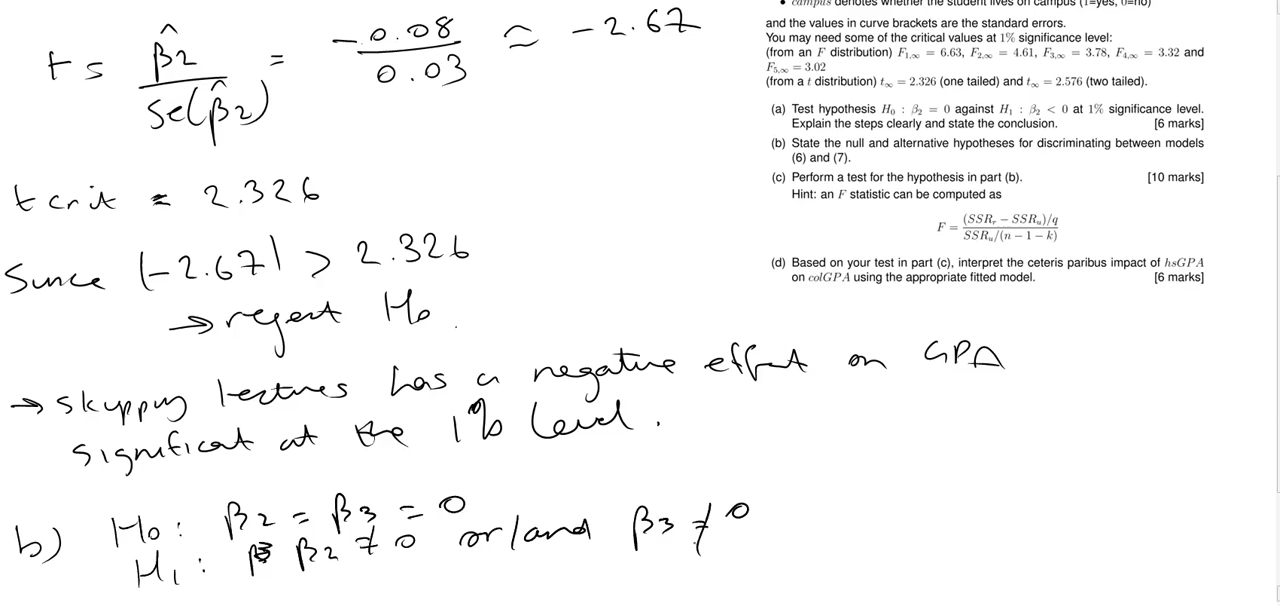 ts β̂2 / se(β̂2) = -0.08 / 0.03 ≈ -2.67
t crit = 2.326
Since |-2.67| > 2.326
→ reject H0.
→ skipping lectures has a negative effect on GPA
significant at the 1% level.
b) H0: β2 = β3 = 0
H1: β2 ≠ 0 or/and β3 ≠ 0
• campus denotes whether the student lives on campus (1=yes, 0=no)
and the values in curve brackets are the standard errors.
You may need some of the critical values at 1% significance level:
(from an F distribution) F1,∞ = 6.63, F2,∞ = 4.61, F3,∞ = 3.78, F4,∞ = 3.32 and
F5,∞ = 3.02
(from a t distribution) t∞ = 2.326 (one tailed) and t∞ = 2.576 (two tailed).
(a) Test hypothesis H0 : β2 = 0 against H1 : β2 < 0 at 1% significance level.
Explain the steps clearly and state the conclusion. [6 marks]
(b) State the null and alternative hypotheses for discriminating between models
(6) and (7).
(c) Perform a test for the hypothesis in part (b). [10 marks]
Hint: an F statistic can be computed as
F = (SSRr − SSRu)/q / SSRu/(n − 1 − k)
(d) Based on your test in part (c), interpret the ceteris paribus impact of hsGPA
on colGPA using the appropriate fitted model. [6 marks]